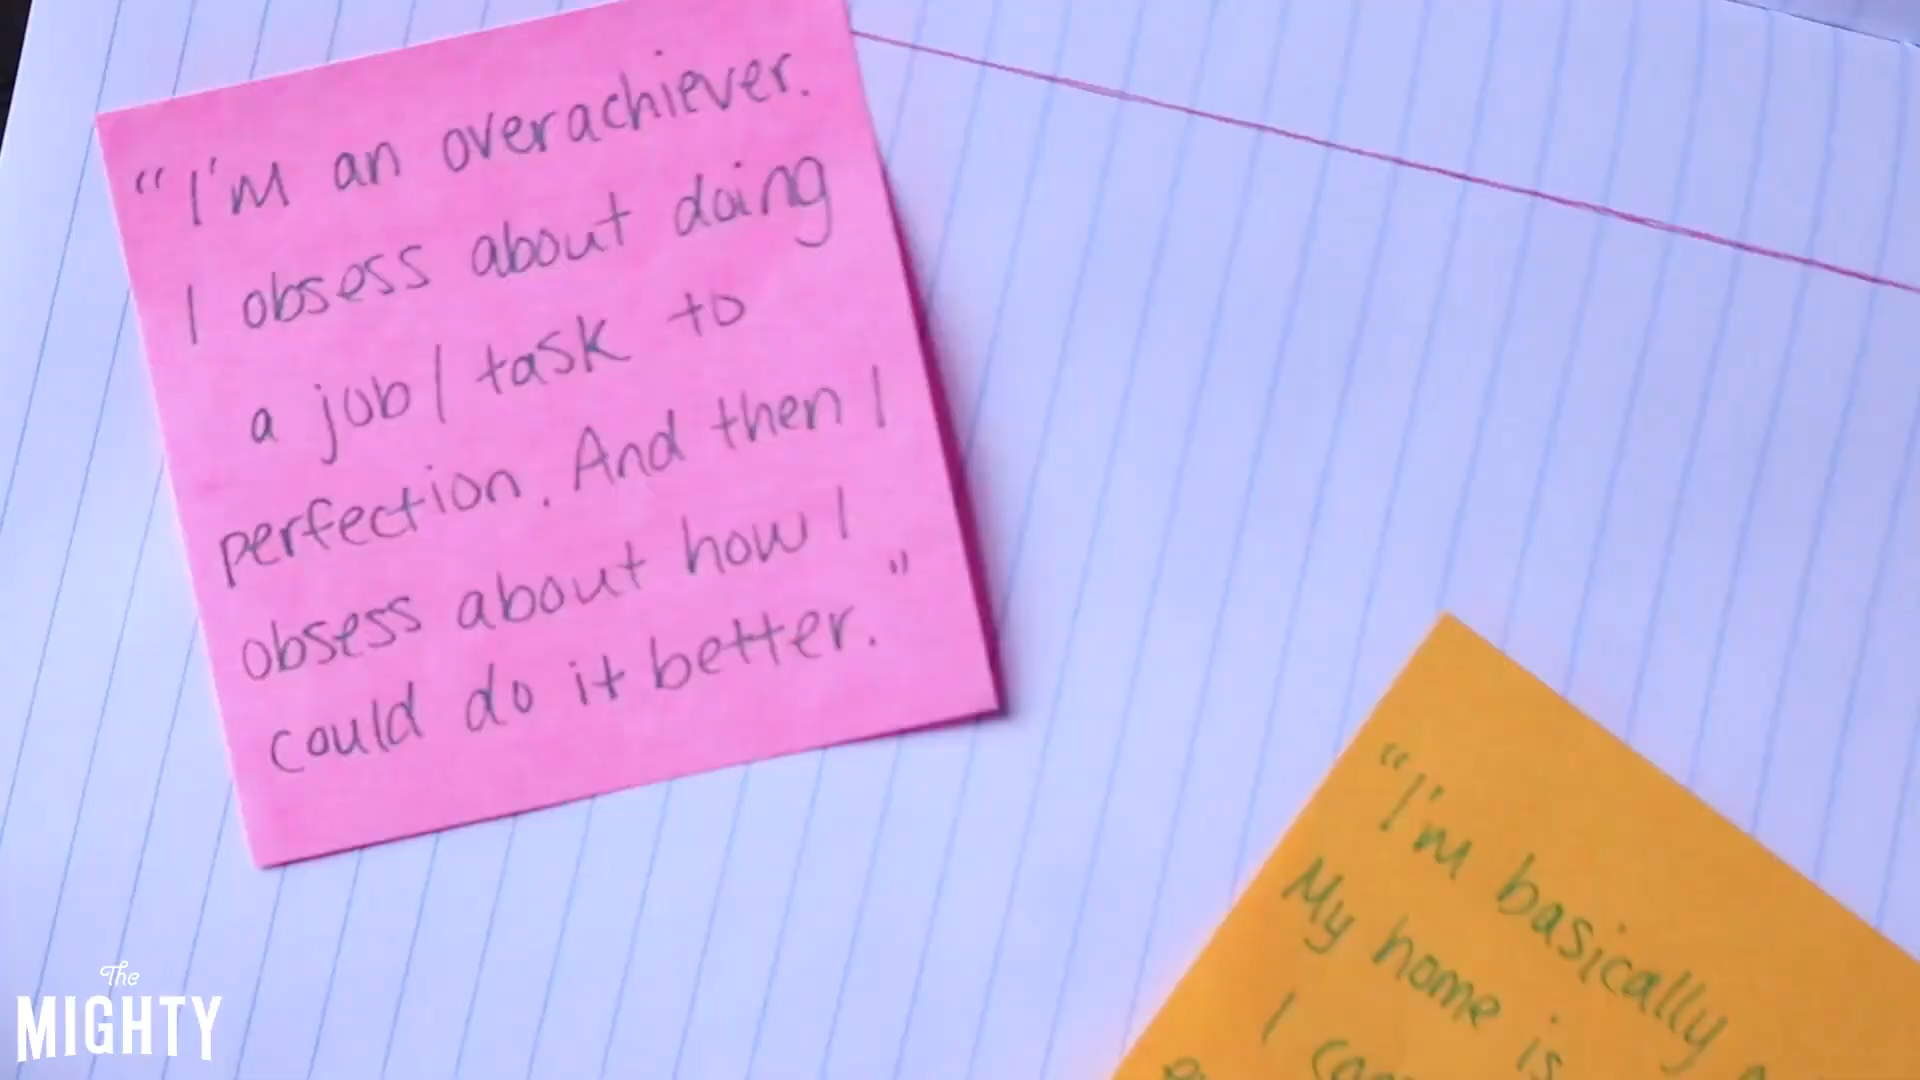 “I'm an overachiever.
I obsess about doing
a job/task to
perfection. And then I
obsess about how I
could do it better.”
“I'm basically
My home is
I
The
MIGHTY